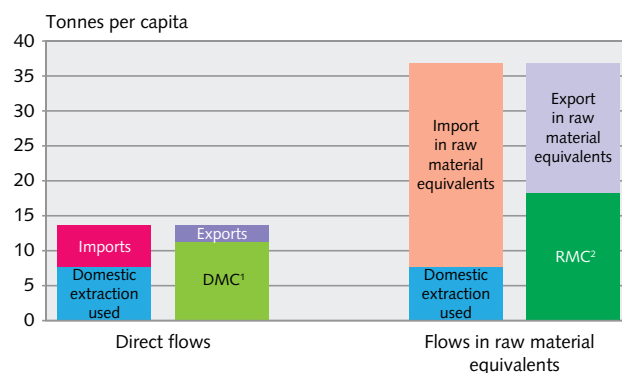 Tonnes per capita
40
35
30
25
20
15
10
5
0
Imports
Domestic
extraction
used
Exports
DMC¹
Import
in raw
material
equivalents
Domestic
extraction
used
Export
in raw
material
equivalents
RMC²
Direct flows
Flows in raw material
equivalents